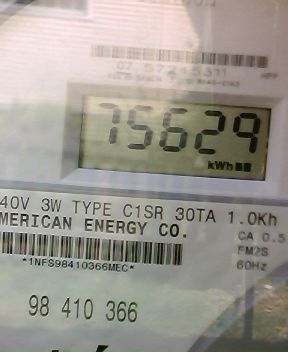 75629
kWh
40V 3W TYPE C1SR 30TA 1.0Kh
MERICAN ENERGY CO.
CA 0.5
*1NFS98410366MEC*
FM2S
60Hz
98 410 366